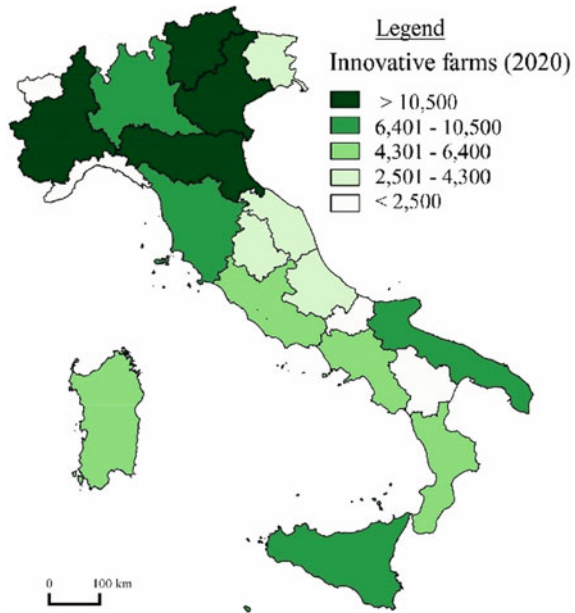 Legend
Innovative farms (2020)
> 10,500
6,401 - 10,500
4,301 - 6,400
2,501 - 4,300
< 2,500
0 100 km